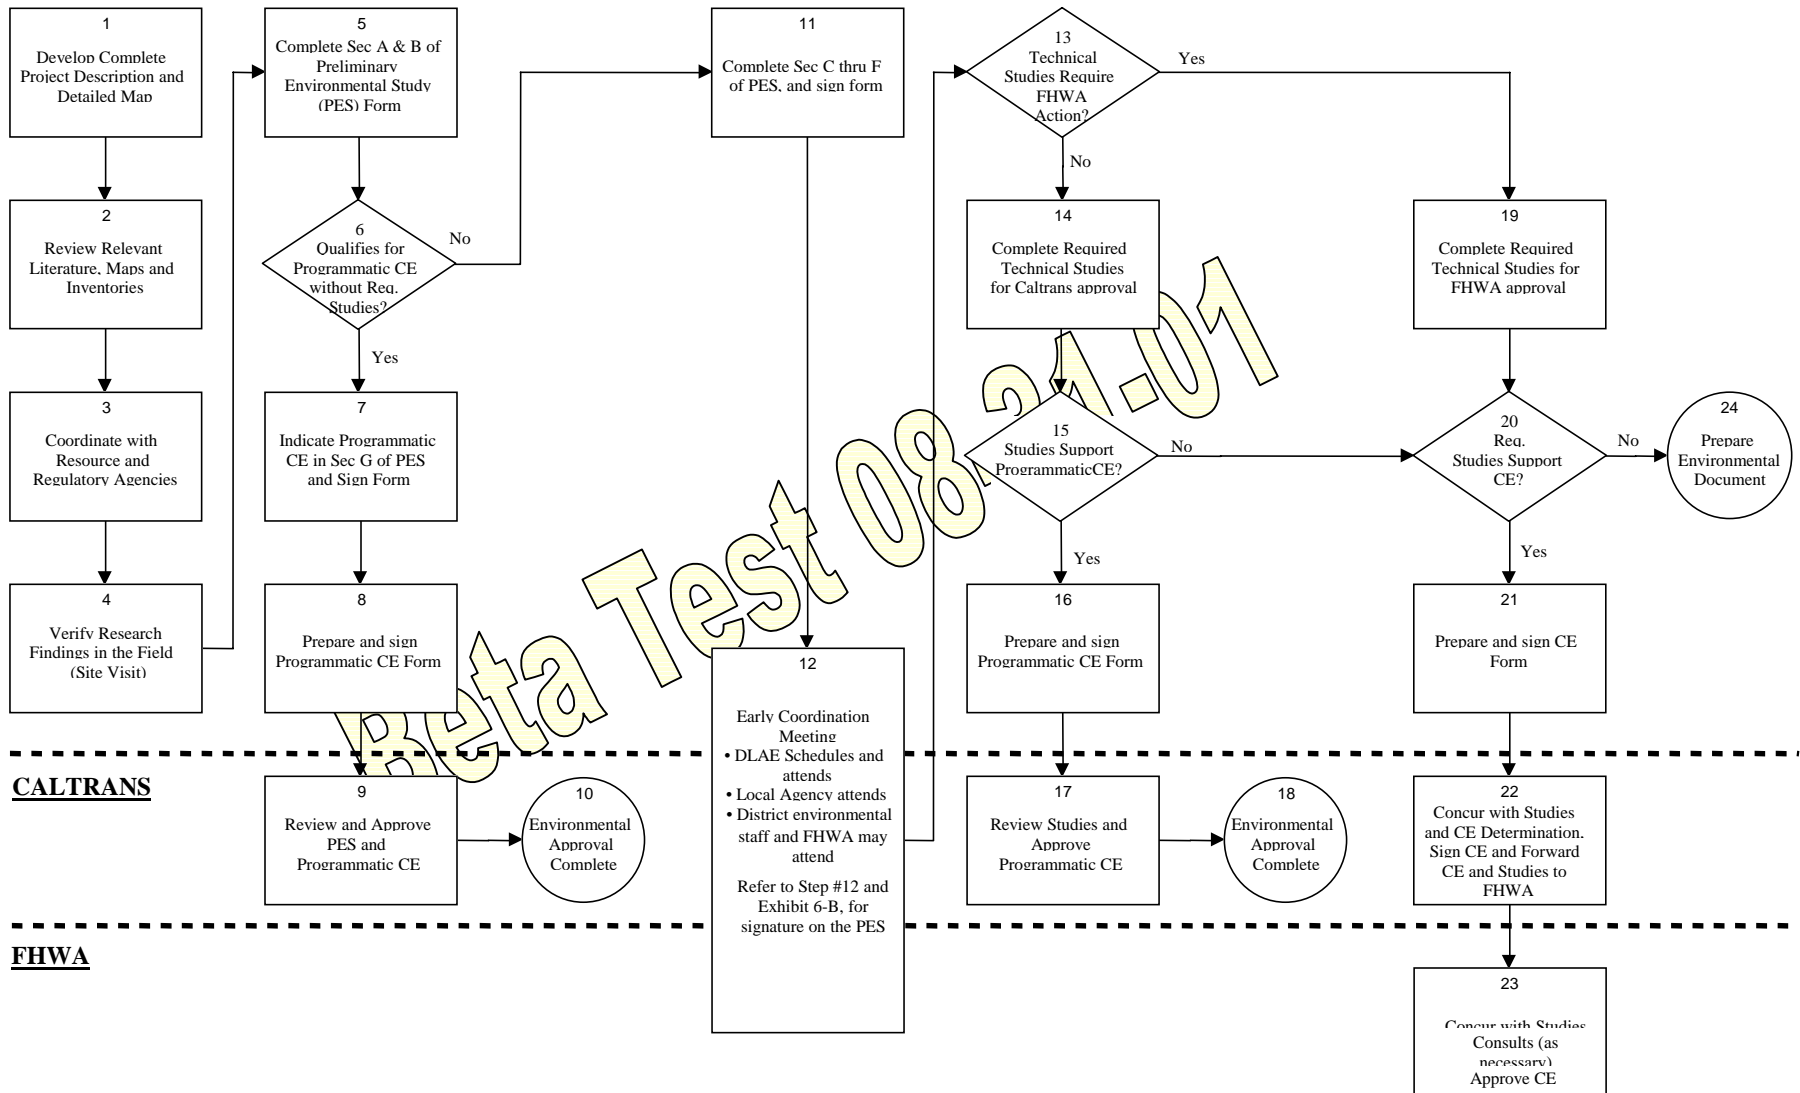 1
Develop Complete
Project Description and
Detailed Map
2
Review Relevant
Literature, Maps and
Inventories
3
Coordinate with
Resource and
Regulatory Agencies
4
Verify Research
Findings in the Field
(Site Visit)
5
Complete Sec A & B of
Preliminary
Environmental Study
(PES) Form
6
Qualifies for
Programmatic CE
without Req.
Studies?
No
Yes
7
Indicate Programmatic
CE in Sec G of PES
and Sign Form
8
Prepare and sign
Programmatic CE Form
9
Review and Approve
PES and
Programmatic CE
10
Environmental
Approval
Complete
11
Complete Sec C thru F
of PES, and sign form
12
Early Coordination
Meeting
• DLAE Schedules and
attends
• Local Agency attends
• District environmental
staff and FHWA may
attend
Refer to Step #12 and
Exhibit 6-B, for
signature on the PES
13
Technical
Studies Require
FHWA
Action?
Yes
No
14
Complete Required
Technical Studies
for Caltrans approval
15
Studies Support
ProgrammaticCE?
No
Yes
16
Prepare and sign
Programmatic CE Form
17
Review Studies and
Approve
Programmatic CE
18
Environmental
Approval
Complete
19
Complete Required
Technical Studies for
FHWA approval
20
Req.
Studies Support
CE?
No
Yes
21
Prepare and sign CE
Form
22
Concur with Studies
and CE Determination.
Sign CE and Forward
CE and Studies to
FHWA
23
Concur with Studies
Consults (as
necessary)
Approve CE
24
Prepare
Environmental
Document
CALTRANS
FHWA
Beta Test 08-31-01